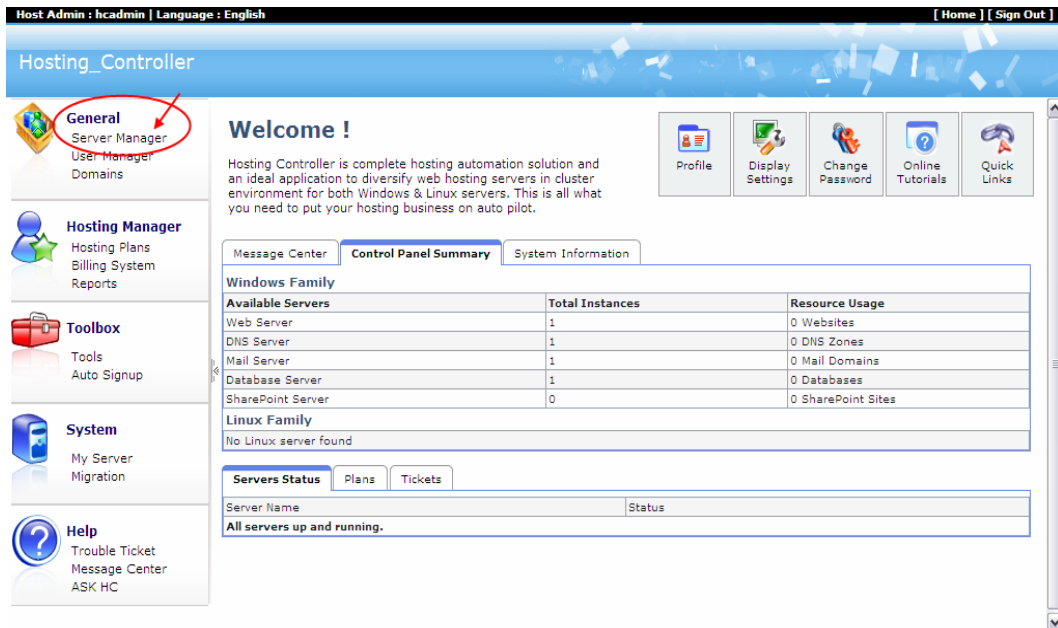 Host Admin : hcadmin | Language : English
[ Home ] [ Sign Out ]
Hosting_Controller
General
Server Manager
User Manager
Domains
Hosting Manager
Hosting Plans
Billing System
Reports
Toolbox
Tools
Auto Signup
System
My Server
Migration
Help
Trouble Ticket
Message Center
ASK HC
Welcome !
Hosting Controller is complete hosting automation solution and
an ideal application to diversify web hosting servers in cluster
environment for both Windows & Linux servers. This is all what
you need to put your hosting business on auto pilot.
Profile
Display
Settings
Change
Password
Online
Tutorials
Quick
Links
Message Center Control Panel Summary System Information
Windows Family
Available Servers Total Instances Resource Usage
Web Server 1 0 Websites
DNS Server 1 0 DNS Zones
Mail Server 1 0 Mail Domains
Database Server 1 0 Databases
SharePoint Server 0 0 SharePoint Sites
Linux Family
No Linux server found
Servers Status Plans Tickets
Server Name Status
All servers up and running.